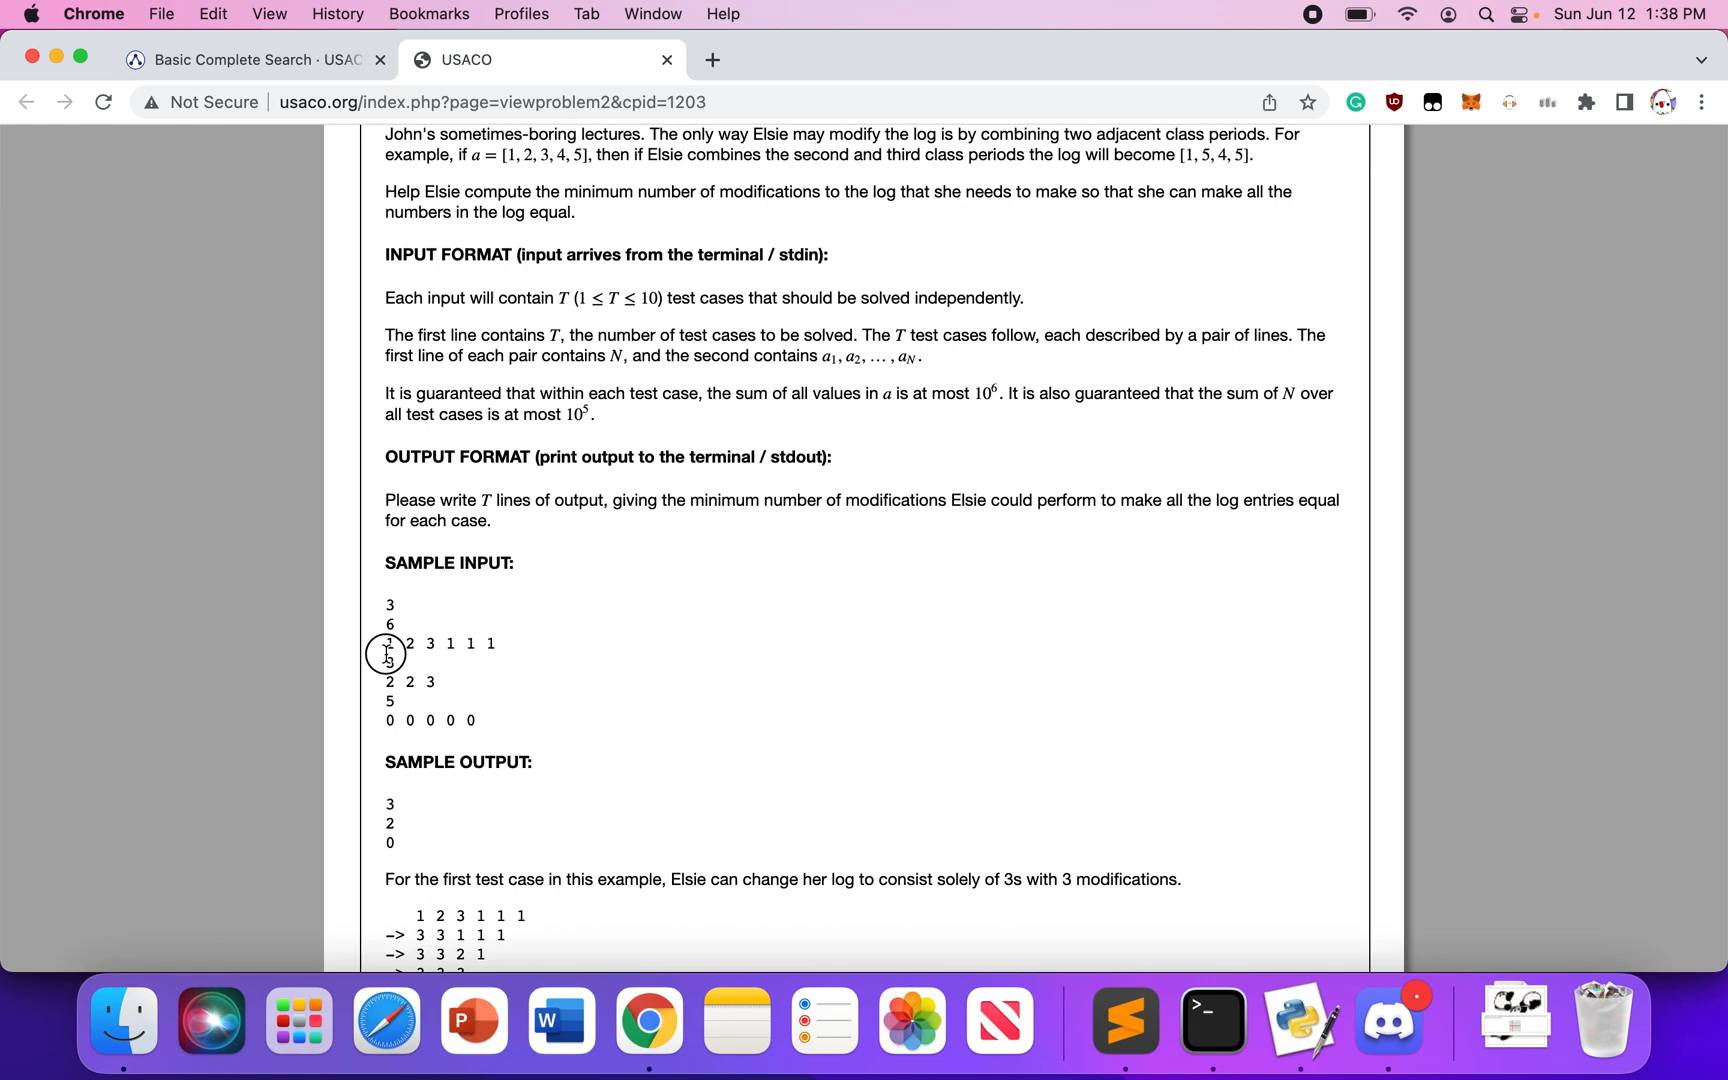 Chrome File Edit View History Bookmarks Profiles Tab Window Help Sun Jun 12 1:38 PM
Basic Complete Search · USAC USACO
Not Secure usaco.org/index.php?page=viewproblem2&cpid=1203
John's sometimes-boring lectures. The only way Elsie may modify the log is by combining two adjacent class periods. For
example, if a = [1, 2, 3, 4, 5], then if Elsie combines the second and third class periods the log will become [1, 5, 4, 5].
Help Elsie compute the minimum number of modifications to the log that she needs to make so that she can make all the
numbers in the log equal.
INPUT FORMAT (input arrives from the terminal / stdin):
Each input will contain T (1 ≤ T ≤ 10) test cases that should be solved independently.
The first line contains T, the number of test cases to be solved. The T test cases follow, each described by a pair of lines. The
first line of each pair contains N, and the second contains a₁, a₂, … , a_N.
It is guaranteed that within each test case, the sum of all values in a is at most 10⁶. It is also guaranteed that the sum of N over
all test cases is at most 10⁵.
OUTPUT FORMAT (print output to the terminal / stdout):
Please write T lines of output, giving the minimum number of modifications Elsie could perform to make all the log entries equal
for each case.
SAMPLE INPUT:
3
6
1 2 3 1 1 1
3
2 2 3
5
0 0 0 0 0
SAMPLE OUTPUT:
3
2
0
For the first test case in this example, Elsie can change her log to consist solely of 3s with 3 modifications.
1 2 3 1 1 1
-> 3 3 1 1 1
-> 3 3 2 1